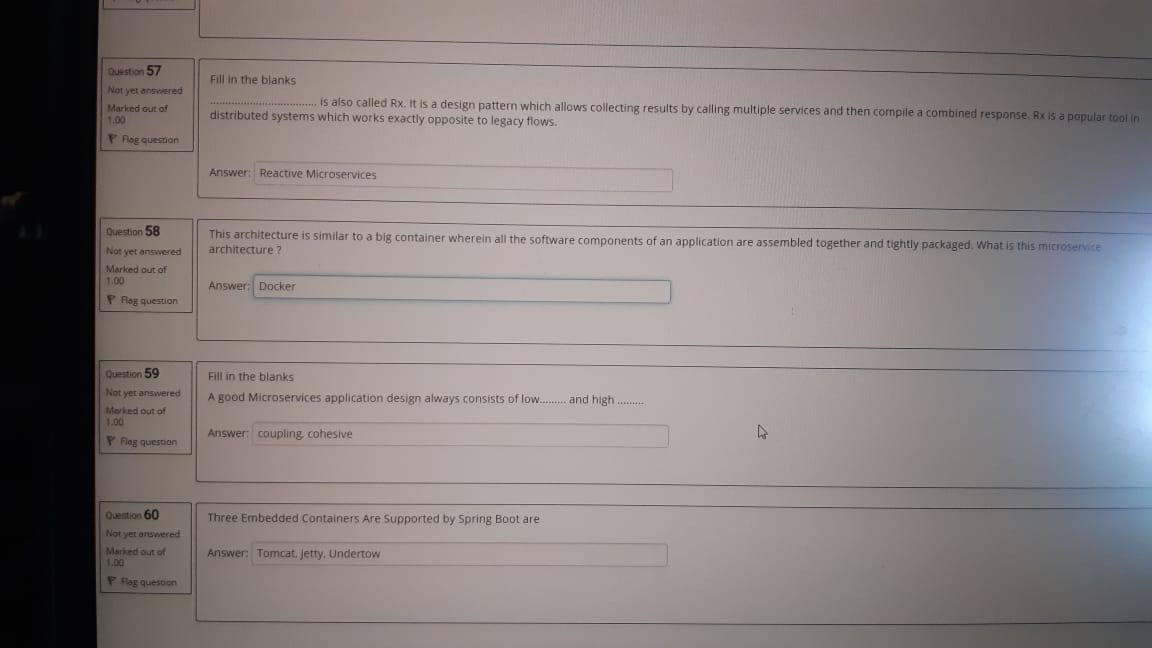 Question 57
Not yet answered
Marked out of
1.00
Flag question
Fill in the blanks
.................................... is also called Rx. It is a design pattern which allows collecting results by calling multiple services and then compile a combined response. Rx is a popular tool in
distributed systems which works exactly opposite to legacy flows.
Answer: Reactive Microservices
Question 58
Not yet answered
Marked out of
1.00
Flag question
This architecture is similar to a big container wherein all the software components of an application are assembled together and tightly packaged. What is this microservice
architecture ?
Answer: Docker
Question 59
Not yet answered
Marked out of
1.00
Flag question
Fill in the blanks
A good Microservices application design always consists of low......... and high .........
Answer: coupling, cohesive
Question 60
Not yet answered
Marked out of
1.00
Flag question
Three Embedded Containers Are Supported by Spring Boot are
Answer: Tomcat, Jetty, Undertow